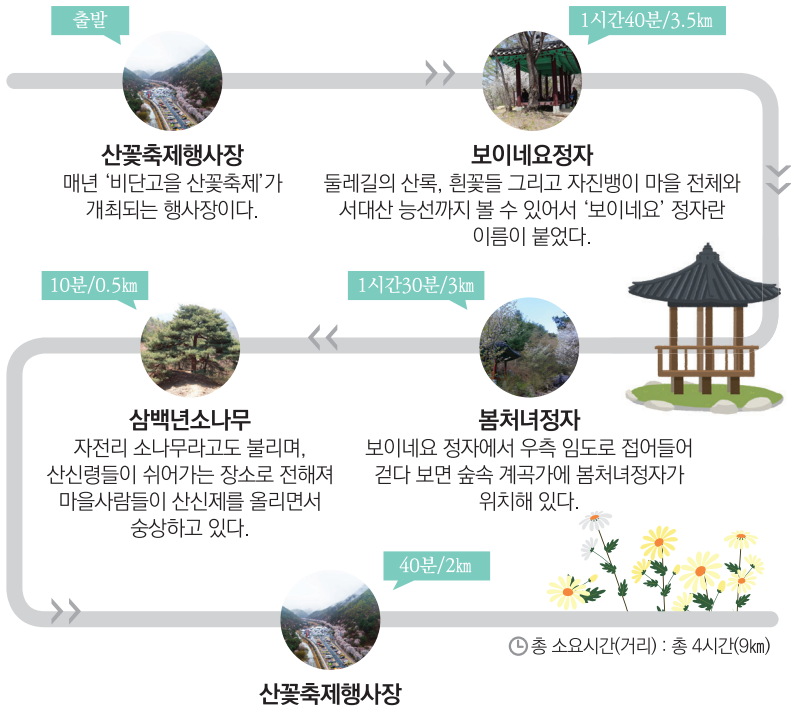 출발
산꽃축제행사장
매년 ‘비단고을 산꽃축제’가
개최되는 행사장이다.
1시간40분/3.5㎞
보이네요정자
둘레길의 산록, 흰꽃들 그리고 자진뱅이 마을 전체와
서대산 능선까지 볼 수 있어서 ‘보이네요’ 정자란
이름이 붙었다.
1시간30분/3㎞
봄처녀정자
보이네요 정자에서 우측 임도로 접어들어
걷다 보면 숲속 계곡가에 봄처녀정자가
위치해 있다.
10분/0.5㎞
삼백년소나무
자전리 소나무라고도 불리며,
산신령들이 쉬어가는 장소로 전해져
마을사람들이 산신제를 올리면서
숭상하고 있다.
40분/2㎞
산꽃축제행사장
총 소요시간(거리) : 총 4시간(9㎞)